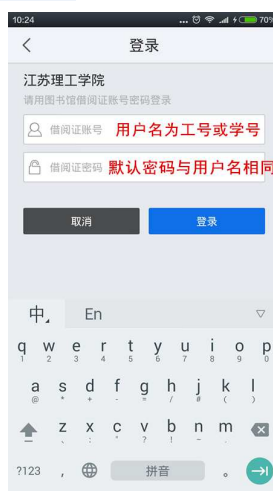 10:24 ... 70%
登录
江苏理工学院
请用图书馆借阅证账号密码登录
借阅证账号 用户名为工号或学号
借阅证密码 默认密码与用户名相同
取消 登录
中 En
q w e r t y u i o p
1 2 3 4 5 6 7 8 9 0
a s d f g h j k l
@ * + - = / # ( )
z x c v b n m
、 : " ? ! ~ .
?123 , 拼音 。